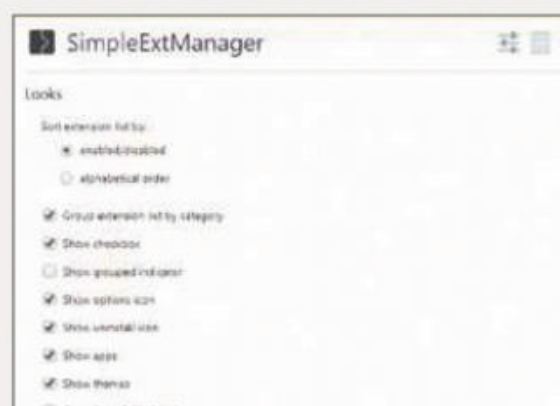 SimpleExtManager
Looks
Sort extension list by:
enabled/disabled
alphabetical order
Group extension list by category
Show checkbox
Show grouped indicator
Show options icon
Show uninstall icon
Show apps
Show themes